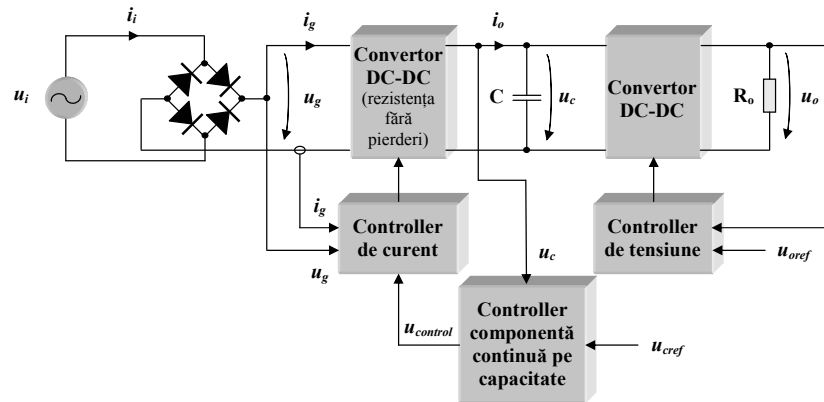 i_i
i_g
i_o
u_i
u_g
Convertor
DC-DC
(rezistența
fără
pierderi)
C
u_c
Convertor
DC-DC
R_o
u_o
i_g
u_g
Controller
de curent
u_c
Controller
de tensiune
u_oref
u_control
Controller
componentă
continuă pe
capacitate
u_cref